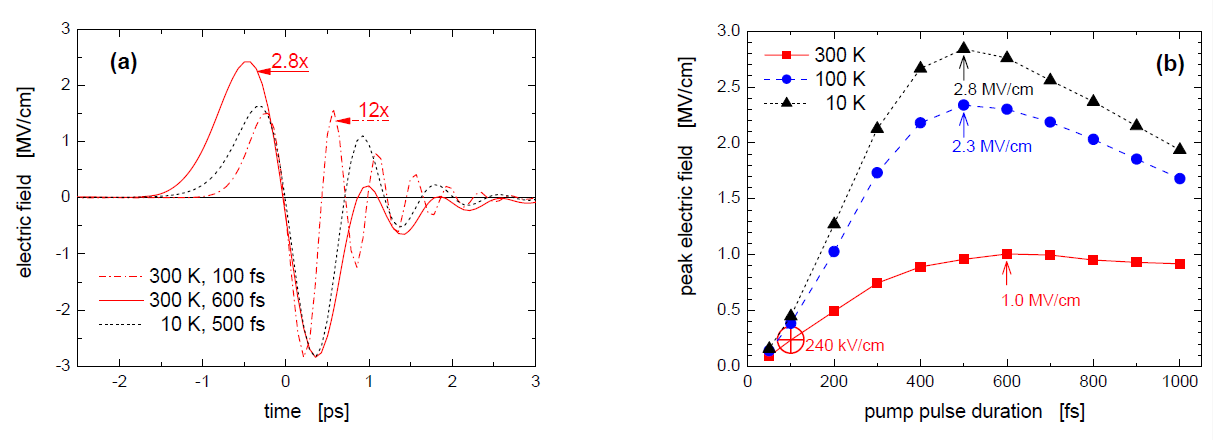 (a)
2.8x
12x
3
2
1
0
-1
-2
-3
electric field [MV/cm]
300 K, 100 fs
300 K, 600 fs
10 K, 500 fs
-2 -1 0 1 2 3
time [ps]
(b)
300 K
100 K
10 K
2.8 MV/cm
2.3 MV/cm
1.0 MV/cm
240 kV/cm
3.0
2.5
2.0
1.5
1.0
0.5
0.0
peak electric field [MV/cm]
0 200 400 600 800 1000
pump pulse duration [fs]